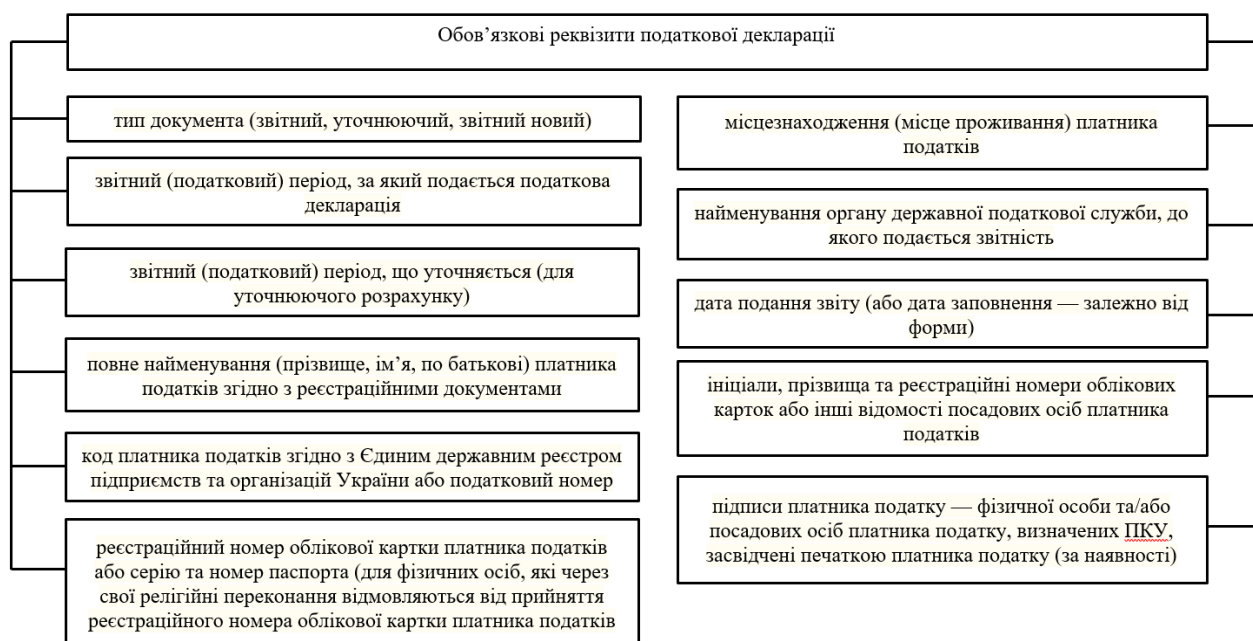 Обов’язкові реквізити податкової декларації
тип документа (звітний, уточнюючий, звітний новий)
звітний (податковий) період, за який подається податкова
декларація
звітний (податковий) період, що уточняється (для
уточнюючого розрахунку)
повне найменування (прізвище, ім’я, по батькові) платника
податків згідно з реєстраційними документами
код платника податків згідно з Єдиним державним реєстром
підприємств та організацій України або податковий номер
реєстраційний номер облікової картки платника податків
або серію та номер паспорта (для фізичних осіб, які через
свої релігійні переконання відмовляються від прийняття
реєстраційного номера облікової картки платника податків
місцезнаходження (місце проживання) платника
податків
найменування органу державної податкової служби, до
якого подається звітність
дата подання звіту (або дата заповнення — залежно від
форми)
ініціали, прізвища та реєстраційні номери облікових
карток або інші відомості посадових осіб платника
податків
підписи платника податку — фізичної особи та/або
посадових осіб платника податку, визначених ПКУ,
засвідчені печаткою платника податку (за наявності)